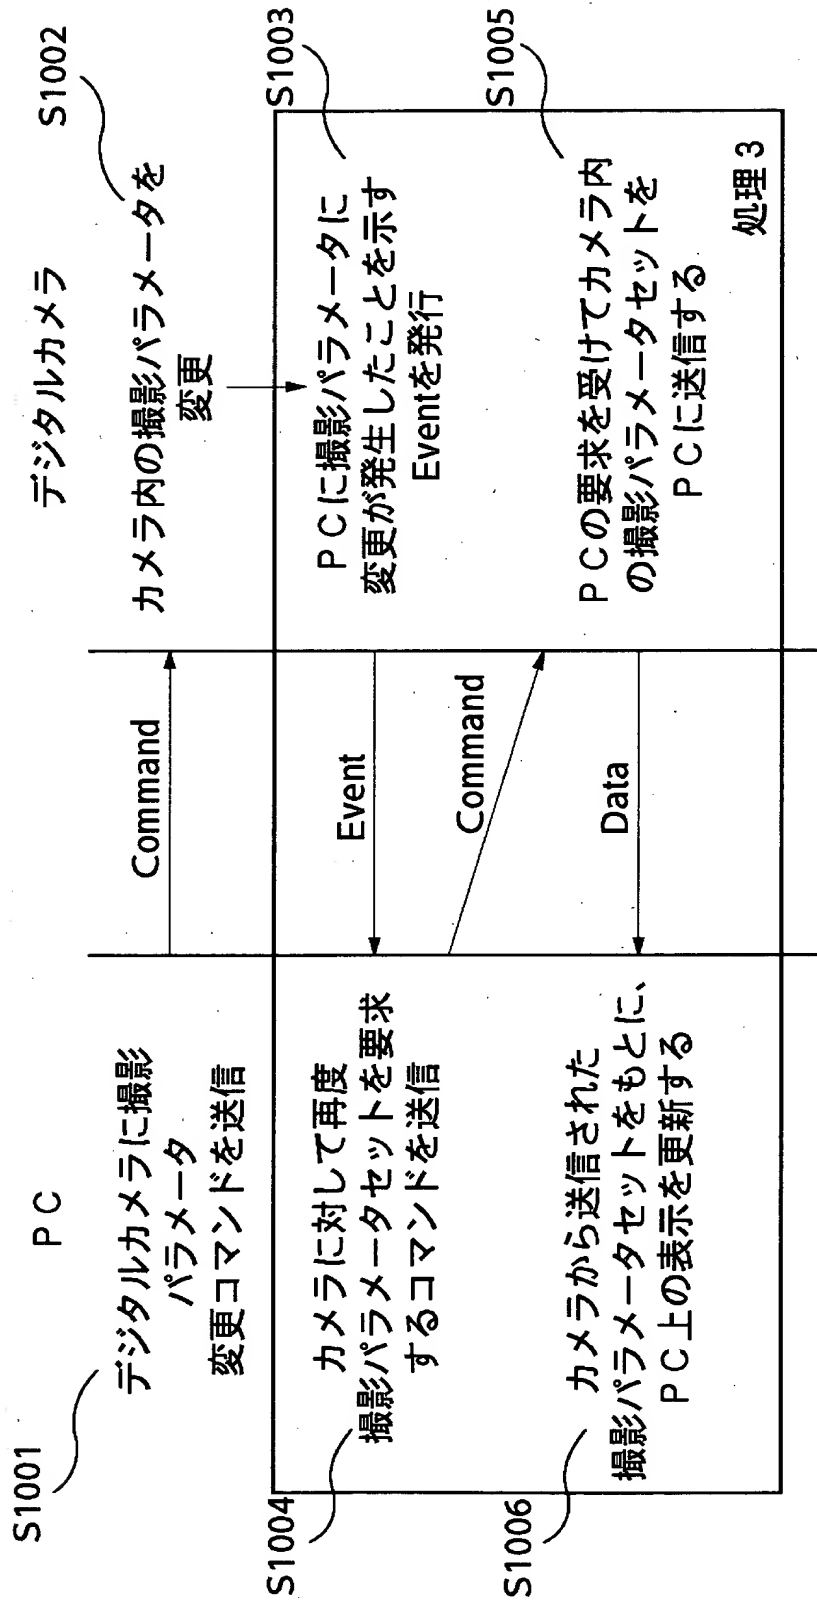 PC
デジタルカメラ
S1001
デジタルカメラに撮影
パラメータ
変更コマンドを送信
Command
カメラ内の撮影パラメータを
変更
S1002
S1004
カメラに対して再度
撮影パラメータセットを要求
するコマンドを送信
Event
PCに撮影パラメータに
変更が発生したことを示す
Eventを発行
S1003
Command
S1006
カメラから送信された
撮影パラメータセットをもとに、
PC上の表示を更新する
Data
PCの要求を受けてカメラ内
の撮影パラメータセットを
PCに送信する
S1005
処理3